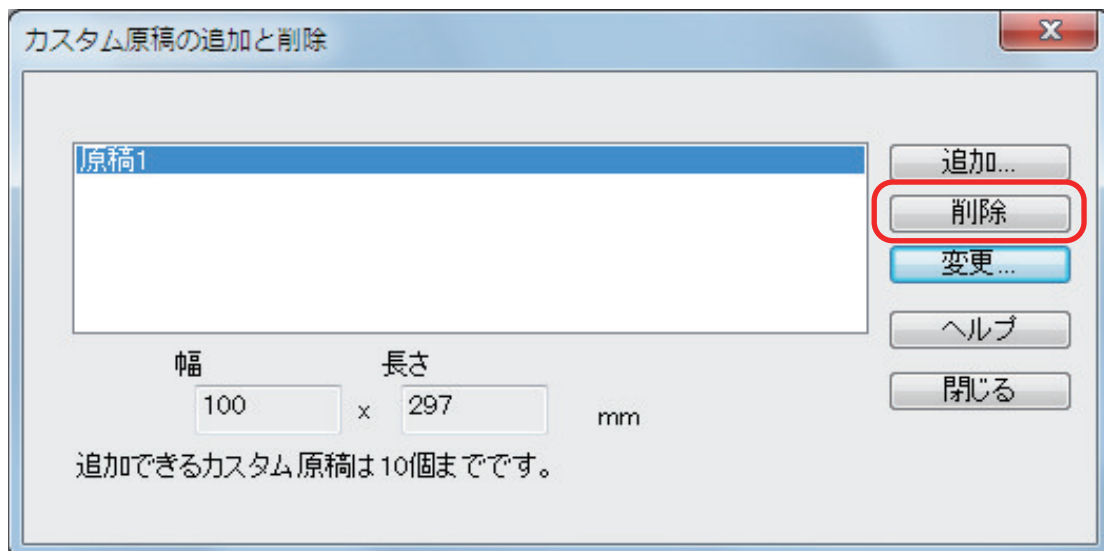 カスタム原稿の追加と削除
原稿1
追加...
削除
変更...
ヘルプ
閉じる
幅 長さ
100 x 297 mm
追加できるカスタム原稿は10個までです。